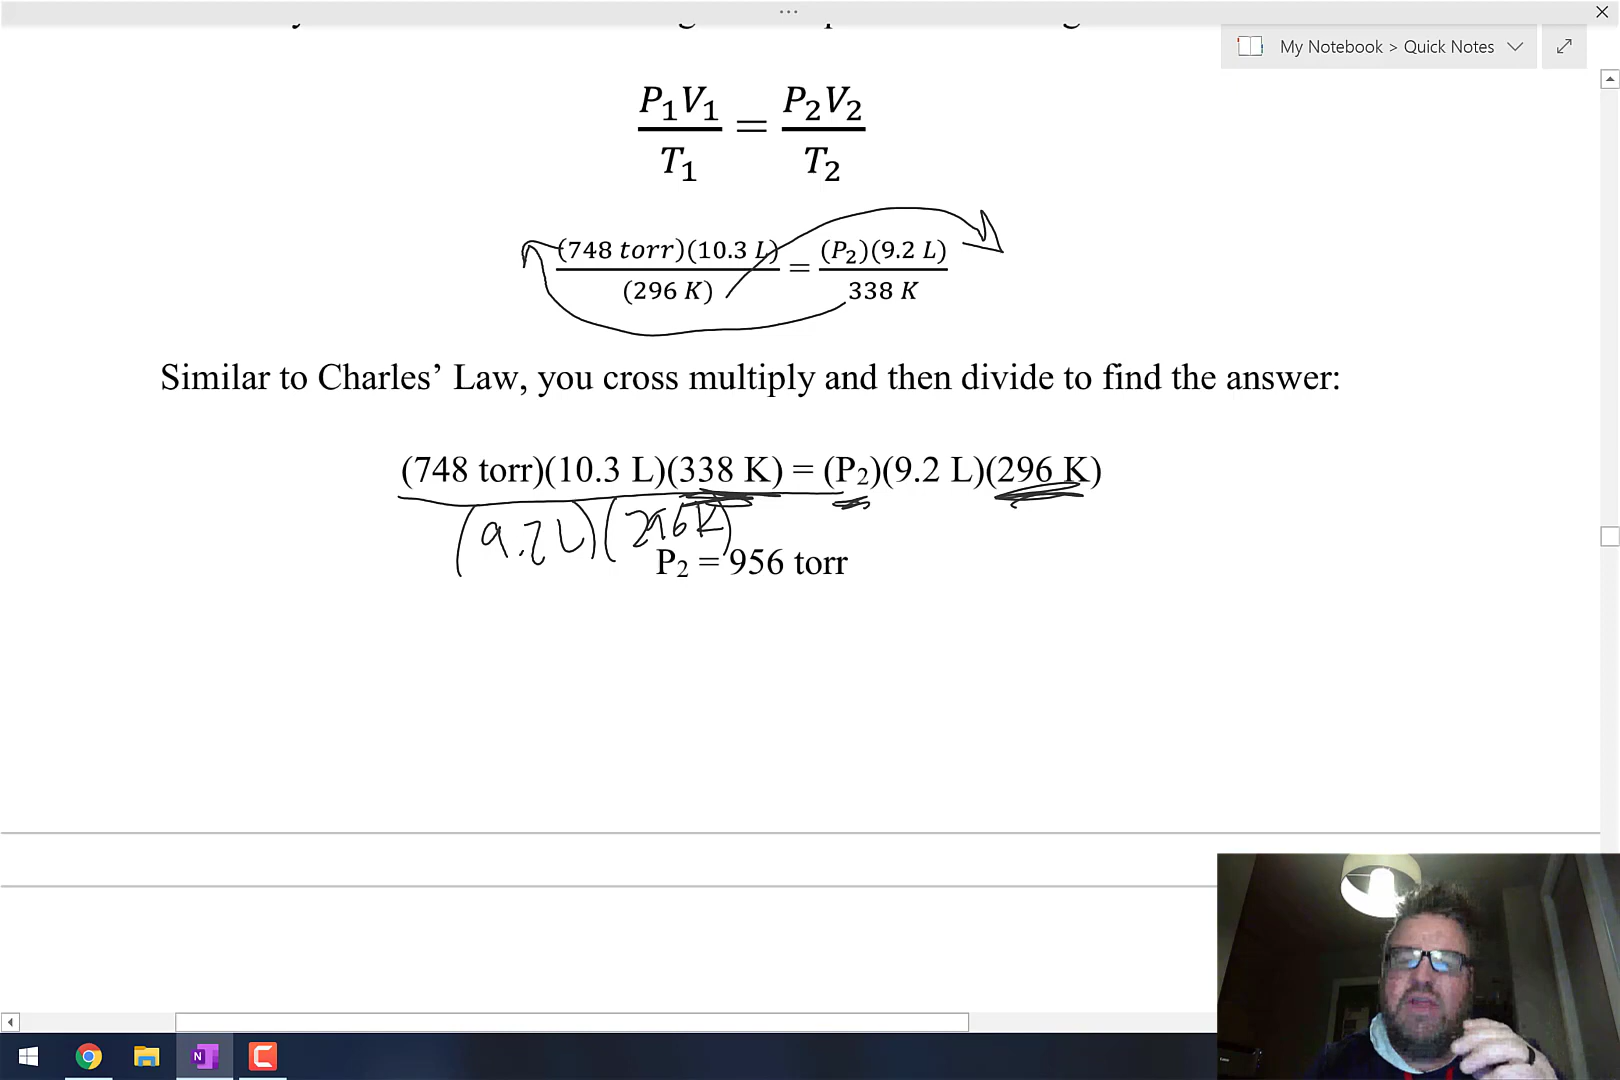 My Notebook > Quick Notes
P₁V₁ / T₁ = P₂V₂ / T₂
(748 torr)(10.3 L) / (296 K) = (P₂)(9.2 L) / 338 K
Similar to Charles’ Law, you cross multiply and then divide to find the answer:
(748 torr)(10.3 L)(338 K) = (P₂)(9.2 L)(296 K)
(9.2 L)(296 K)
P₂ = 956 torr